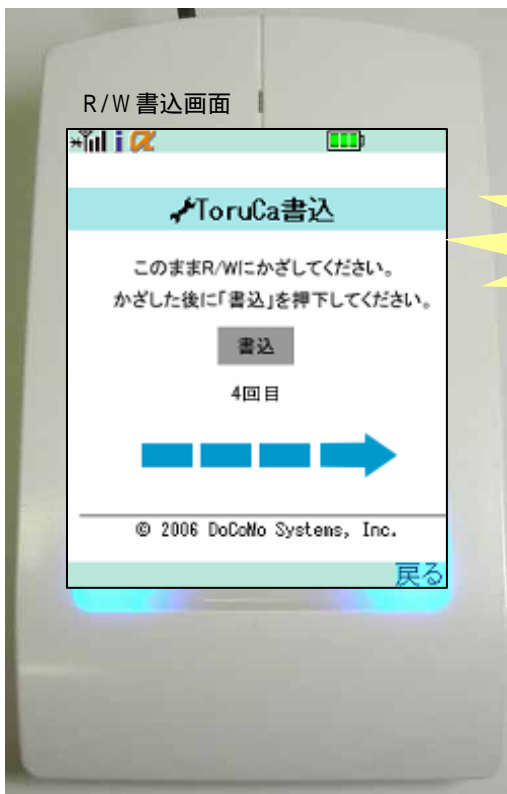 R/W書込画面
ToruCa書込
このままR/Wにかざしてください。
かざした後に「書込」を押下してください。
書込
4回目
© 2006 DoCoMo Systems, Inc.
戻る